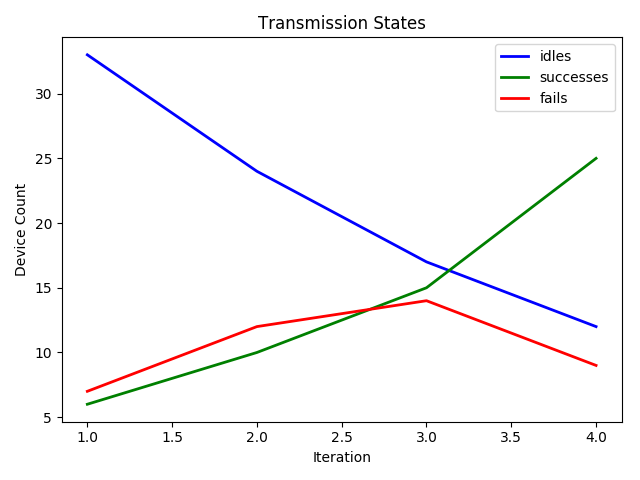 Transmission States
idles
successes
fails
Device Count
30
25
20
15
10
5
1.0 1.5 2.0 2.5 3.0 3.5 4.0
Iteration